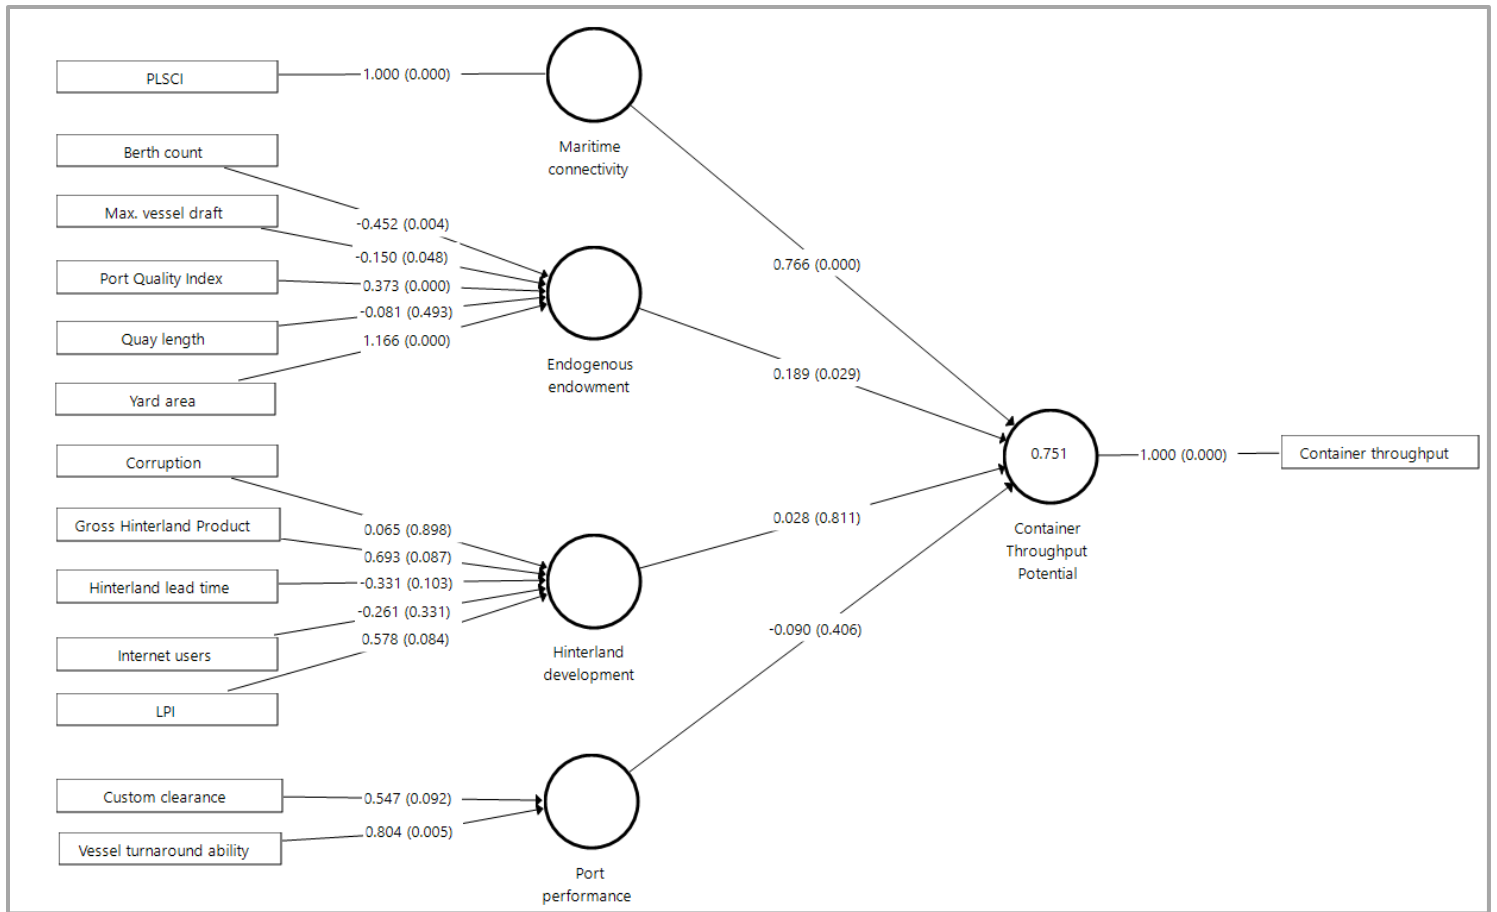 PLSCI
1.000 (0.000)
Maritime
connectivity
Berth count
Max. vessel draft
Port Quality Index
Quay length
Yard area
-0.452 (0.004)
-0.150 (0.048)
0.373 (0.000)
-0.081 (0.493)
1.166 (0.000)
Endogenous
endowment
Corruption
Gross Hinterland Product
Hinterland lead time
Internet users
LPI
0.065 (0.898)
0.693 (0.087)
-0.331 (0.103)
-0.261 (0.331)
0.578 (0.084)
Hinterland
development
Custom clearance
Vessel turnaround ability
0.547 (0.092)
0.804 (0.005)
Port
performance
0.766 (0.000)
0.189 (0.029)
0.028 (0.811)
-0.090 (0.406)
0.751
Container
Throughput
Potential
1.000 (0.000)
Container throughput